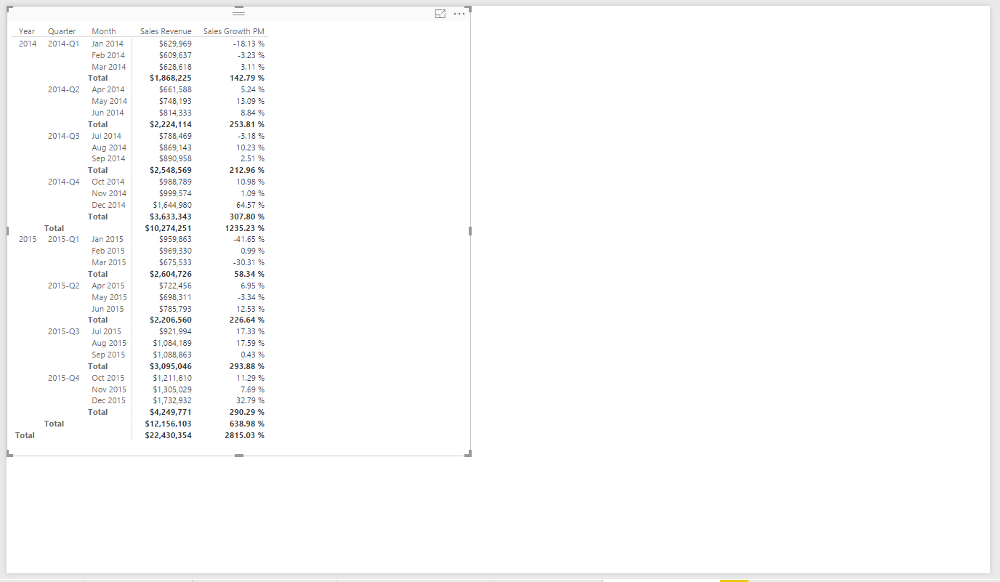 Year Quarter Month Sales Revenue Sales Growth PM
2014 2014-Q1 Jan 2014 $629,969 -18.13 %
Feb 2014 $609,637 -3.23 %
Mar 2014 $628,618 3.11 %
Total $1,868,225 142.79 %
2014-Q2 Apr 2014 $661,588 5.24 %
May 2014 $748,193 13.09 %
Jun 2014 $814,333 8.84 %
Total $2,224,114 253.81 %
2014-Q3 Jul 2014 $788,469 -3.18 %
Aug 2014 $869,143 10.23 %
Sep 2014 $890,958 2.51 %
Total $2,548,569 212.96 %
2014-Q4 Oct 2014 $988,789 10.98 %
Nov 2014 $999,574 1.09 %
Dec 2014 $1,644,980 64.57 %
Total $3,633,343 307.80 %
Total $10,274,251 1235.23 %
2015 2015-Q1 Jan 2015 $959,863 -41.65 %
Feb 2015 $969,330 0.99 %
Mar 2015 $675,533 -30.31 %
Total $2,604,726 58.34 %
2015-Q2 Apr 2015 $722,456 6.95 %
May 2015 $698,311 -3.34 %
Jun 2015 $785,793 12.53 %
Total $2,206,560 226.64 %
2015-Q3 Jul 2015 $921,994 17.33 %
Aug 2015 $1,084,189 17.59 %
Sep 2015 $1,088,863 0.43 %
Total $3,095,046 293.88 %
2015-Q4 Oct 2015 $1,211,810 11.29 %
Nov 2015 $1,305,029 7.69 %
Dec 2015 $1,732,932 32.79 %
Total $4,249,771 290.29 %
Total $12,156,103 638.98 %
Total $22,430,354 2815.03 %